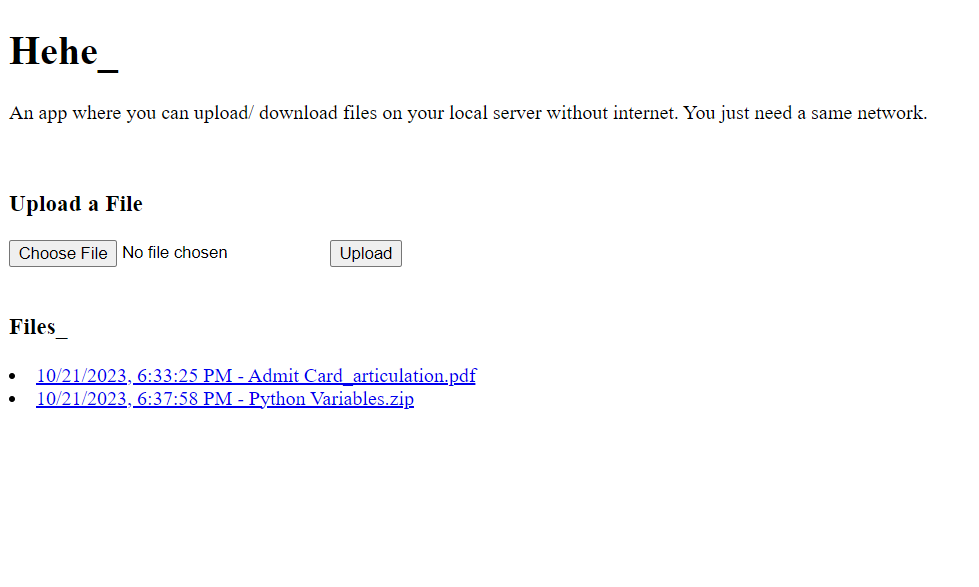 Hehe_
An app where you can upload/ download files on your local server without internet. You just need a same network.
Upload a File
Choose File No file chosen Upload
Files_
10/21/2023, 6:33:25 PM - Admit Card_articulation.pdf
10/21/2023, 6:37:58 PM - Python Variables.zip